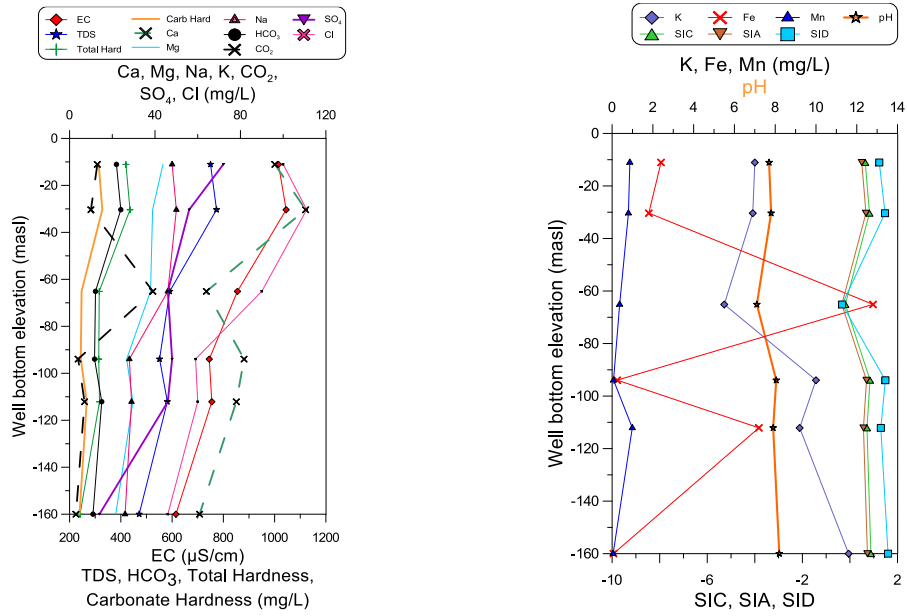 EC Carb Hard Na SO4
TDS Ca HCO3 Cl
Total Hard Mg CO2
Ca, Mg, Na, K, CO2,
SO4, Cl (mg/L)
0 40 80 120
0
-20
-40
-60
-80
-100
-120
-140
-160
Well bottom elevation (masl)
200 400 600 800 1000 1200
EC (µS/cm)
TDS, HCO3, Total Hardness,
Carbonate Hardness (mg/L)
K Fe Mn pH
SIC SIA SID
K, Fe, Mn (mg/L)
pH
0 2 4 6 8 10 12 14
0
-20
-40
-60
-80
-100
-120
-140
-160
Well bottom elevation (masl)
-10 -6 -2 2
SIC, SIA, SID